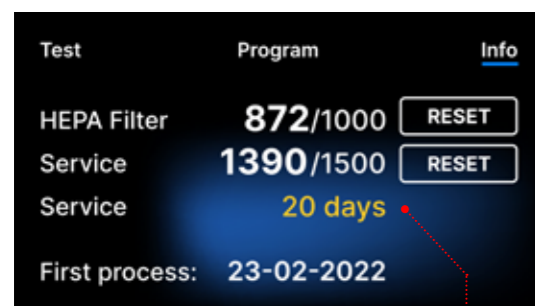 Test Program Info
HEPA Filter 872/1000 RESET
Service 1390/1500 RESET
Service 20 days
First process: 23-02-2022